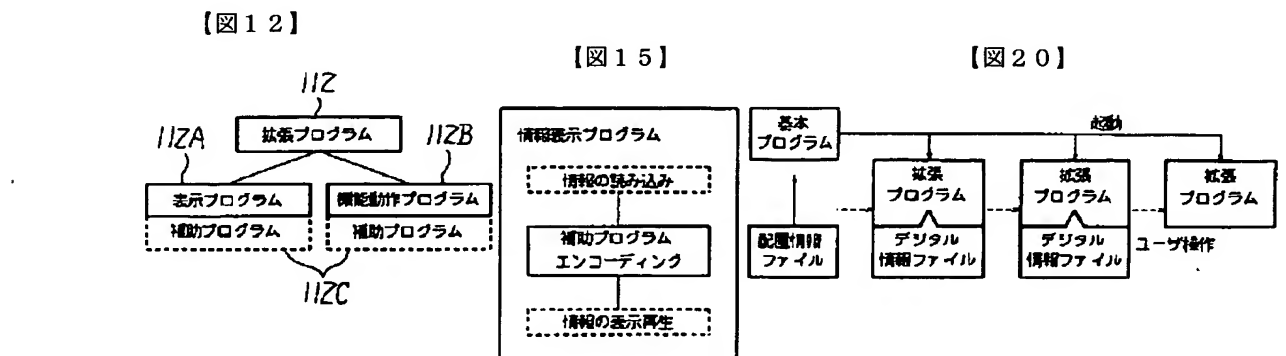 【図１２】
112
拡張プログラム
112A
112B
表示プログラム
機能動作プログラム
補助プログラム
補助プログラム
112C
【図１５】
情報表示プログラム
情報の読み込み
補助プログラム
エンコーディング
情報の表示再生
【図２０】
基本
プログラム
起動
拡張
プログラム
拡張
プログラム
拡張
プログラム
配置情報
ファイル
デジタル
情報ファイル
デジタル
情報ファイル
ユーザ操作